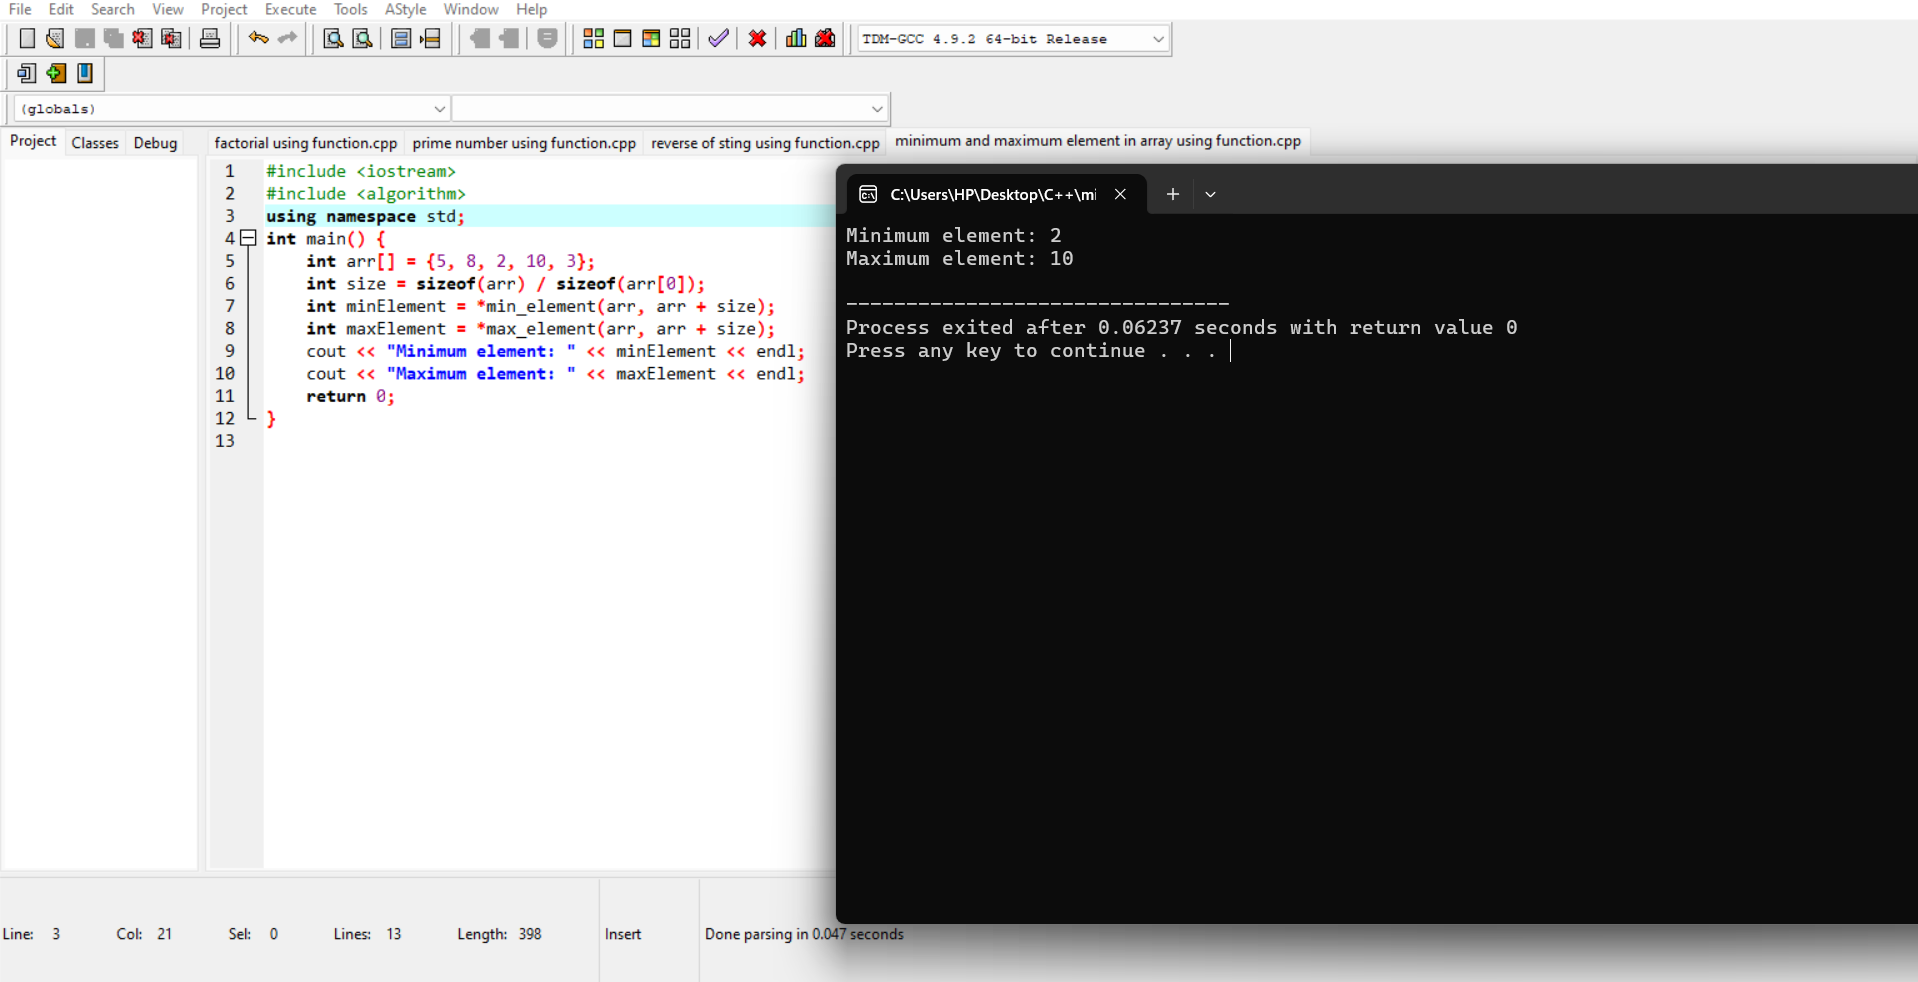 File Edit Search View Project Execute Tools AStyle Window Help
TDM-GCC 4.9.2 64-bit Release
(globals)
Project Classes Debug
factorial using function.cpp prime number using function.cpp reverse of sting using function.cpp minimum and maximum element in array using function.cpp
1 #include <iostream>
2 #include <algorithm>
3 using namespace std;
4 int main() {
5 int arr[] = {5, 8, 2, 10, 3};
6 int size = sizeof(arr) / sizeof(arr[0]);
7 int minElement = *min_element(arr, arr + size);
8 int maxElement = *max_element(arr, arr + size);
9 cout << "Minimum element: " << minElement << endl;
10 cout << "Maximum element: " << maxElement << endl;
11 return 0;
12 }
13
C:\Users\HP\Desktop\C++\mi
Minimum element: 2
Maximum element: 10
--------------------------------
Process exited after 0.06237 seconds with return value 0
Press any key to continue . . .
Line: 3 Col: 21 Sel: 0 Lines: 13 Length: 398 Insert Done parsing in 0.047 seconds